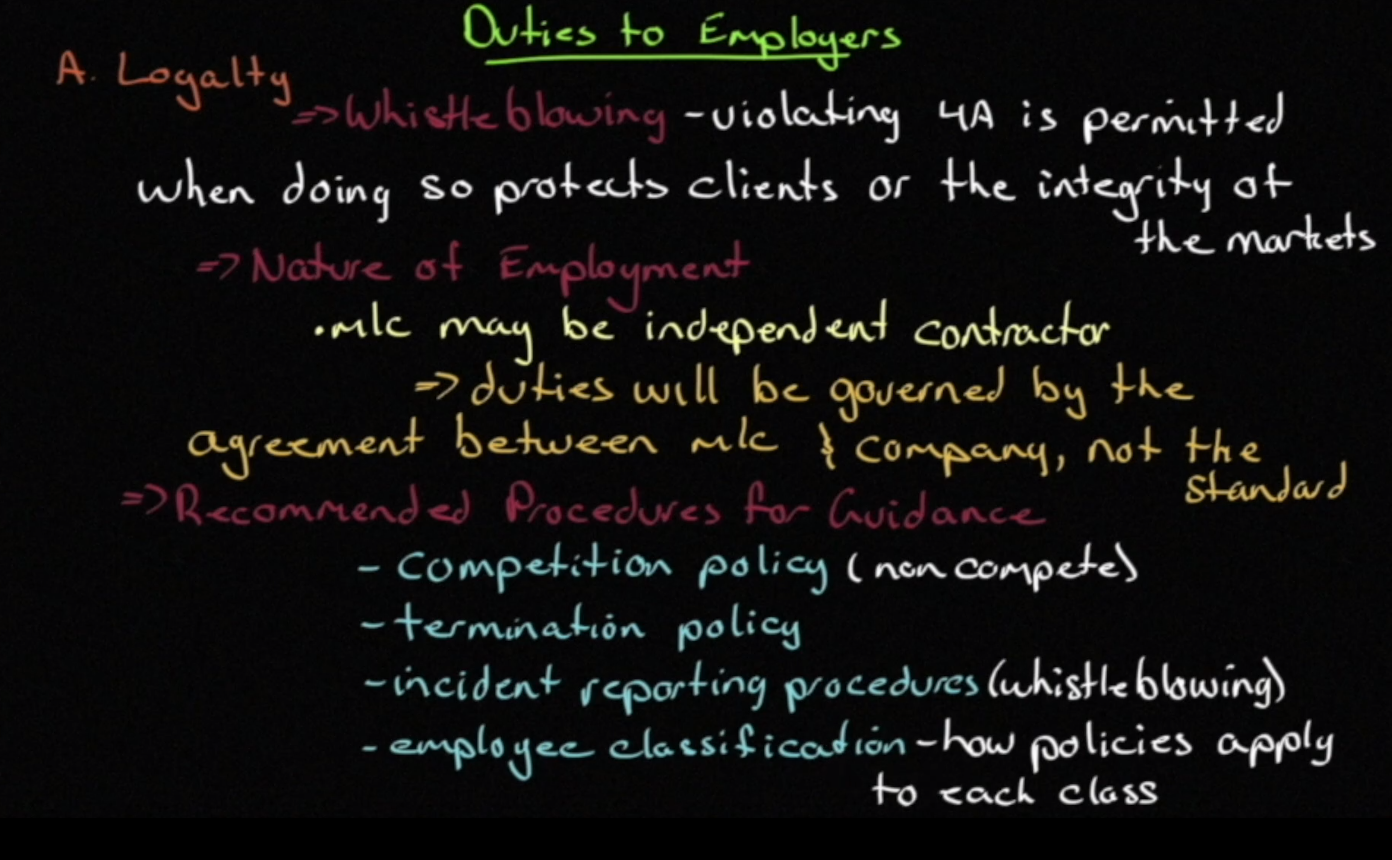 Duties to Employers
A. Loyalty
=> Whistleblowing - violating 4A is permitted
when doing so protects clients or the integrity of
the markets
=> Nature of Employment
• m/c may be independent contractor
=> duties will be governed by the
agreement between m/c & company, not the
standard
=> Recommended Procedures for Guidance
- competition policy (non compete)
- termination policy
- incident reporting procedures (whistleblowing)
- employee classification - how policies apply
to each class